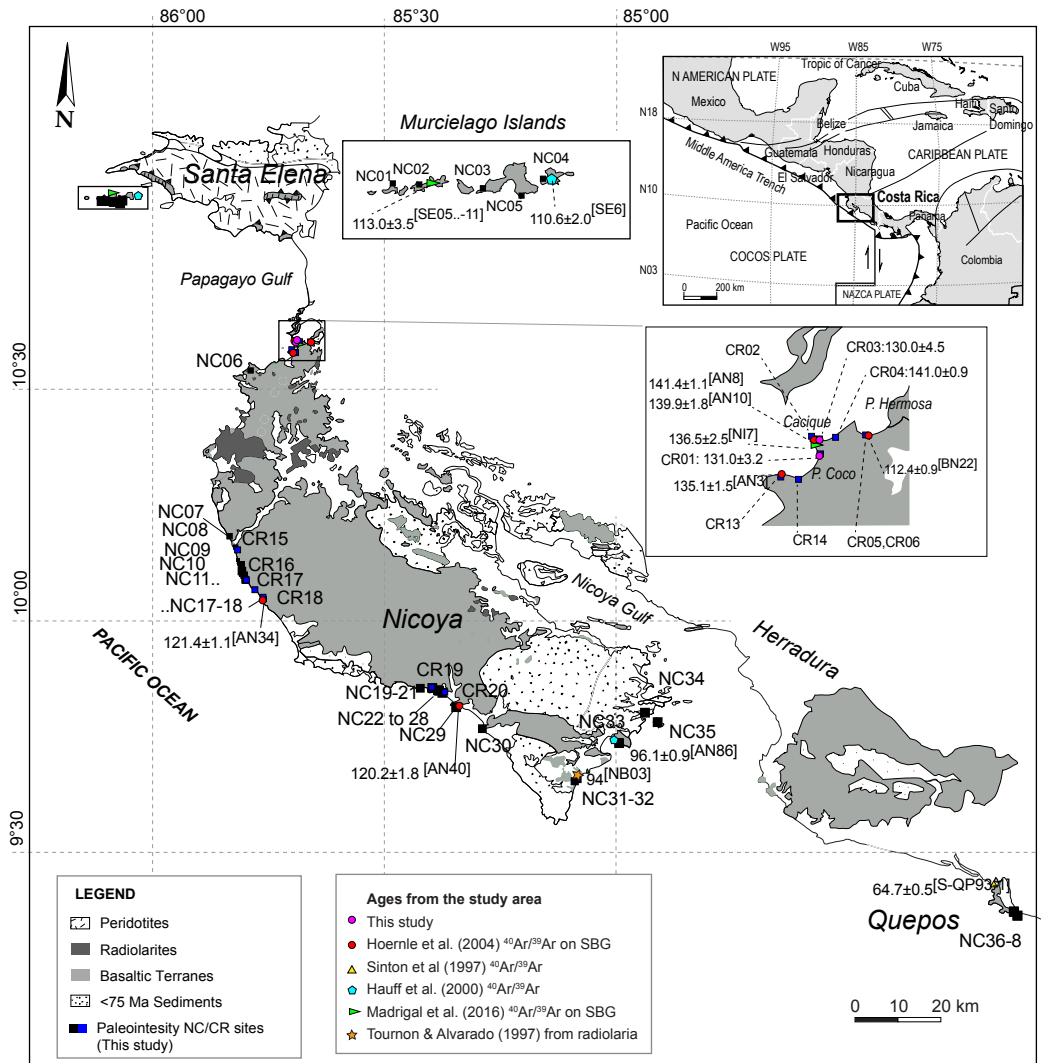 86°00'
85°30'
85°00'
N
Murcielago Islands
NC01
NC02
NC03
NC04
NC05
113.0±3.5[SE05..-11]
110.6±2.0[SE6]
Santa Elena
Papagayo Gulf
W95
W85
W75
N18
N10
N03
Tropic of Cancer
N AMERICAN PLATE
Mexico
Cuba
Haiti
Santo
Domingo
Belize
Jamaica
Guatemala
Honduras
CARIBBEAN PLATE
El Salvador
Nicaragua
Middle America Trench
Costa Rica
Panama
Pacific Ocean
COCOS PLATE
Colombia
NAZCA PLATE
0 200 km
CR02
CR03:130.0±4.5
CR04:141.0±0.9
141.4±1.1[AN8]
139.9±1.8[AN10]
Cacique
P. Hermosa
136.5±2.5[NI7]
CR01: 131.0±3.2
P. Coco
112.4±0.9[BN22]
135.1±1.5[AN3]
CR13
CR14
CR05,CR06
10°30
10°00
9°30
NC06
NC07
NC08
CR15
NC09
NC10
CR16
NC11..
CR17
..NC17-18
CR18
121.4±1.1[AN34]
PACIFIC OCEAN
Nicoya
Nicoya Gulf
Herradura
CR19
NC19-21
CR20
NC22 to 28
NC29
NC30
120.2±1.8 [AN40]
NC34
NC33
NC35
96.1±0.9[AN86]
94 [NB03]
NC31-32
64.7±0.5[S-QP93A1]
Quepos
NC36-8
LEGEND
Peridotites
Radiolarites
Basaltic Terranes
<75 Ma Sediments
Paleointesity NC/CR sites
(This study)
Ages from the study area
This study
Hoernle et al. (2004) ⁴⁰Ar/³⁹Ar on SBG
Sinton et al (1997) ⁴⁰Ar/³⁹Ar
Hauff et al. (2000) ⁴⁰Ar/³⁹Ar
Madrigal et al. (2016) ⁴⁰Ar/³⁹Ar on SBG
Tournon & Alvarado (1997) from radiolaria
0 10 20 km